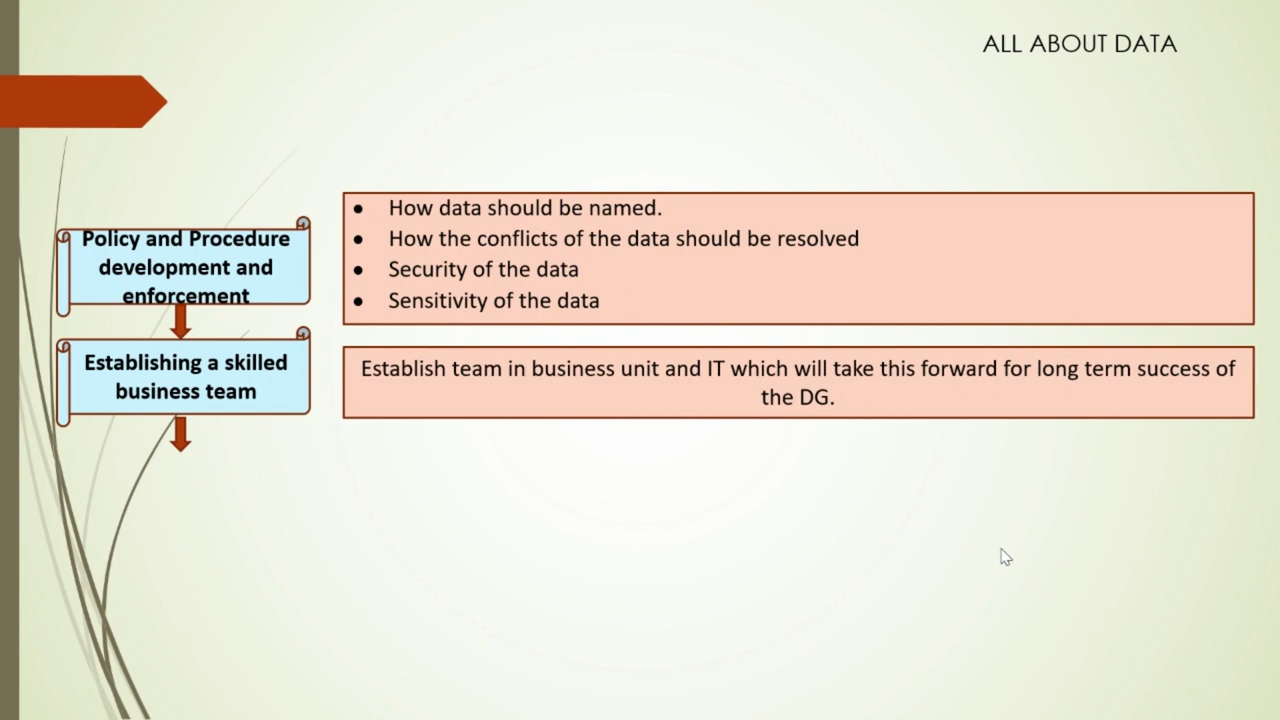 ALL ABOUT DATA
Policy and Procedure
development and
enforcement
• How data should be named.
• How the conflicts of the data should be resolved
• Security of the data
• Sensitivity of the data
Establishing a skilled
business team
Establish team in business unit and IT which will take this forward for long term success of
the DG.